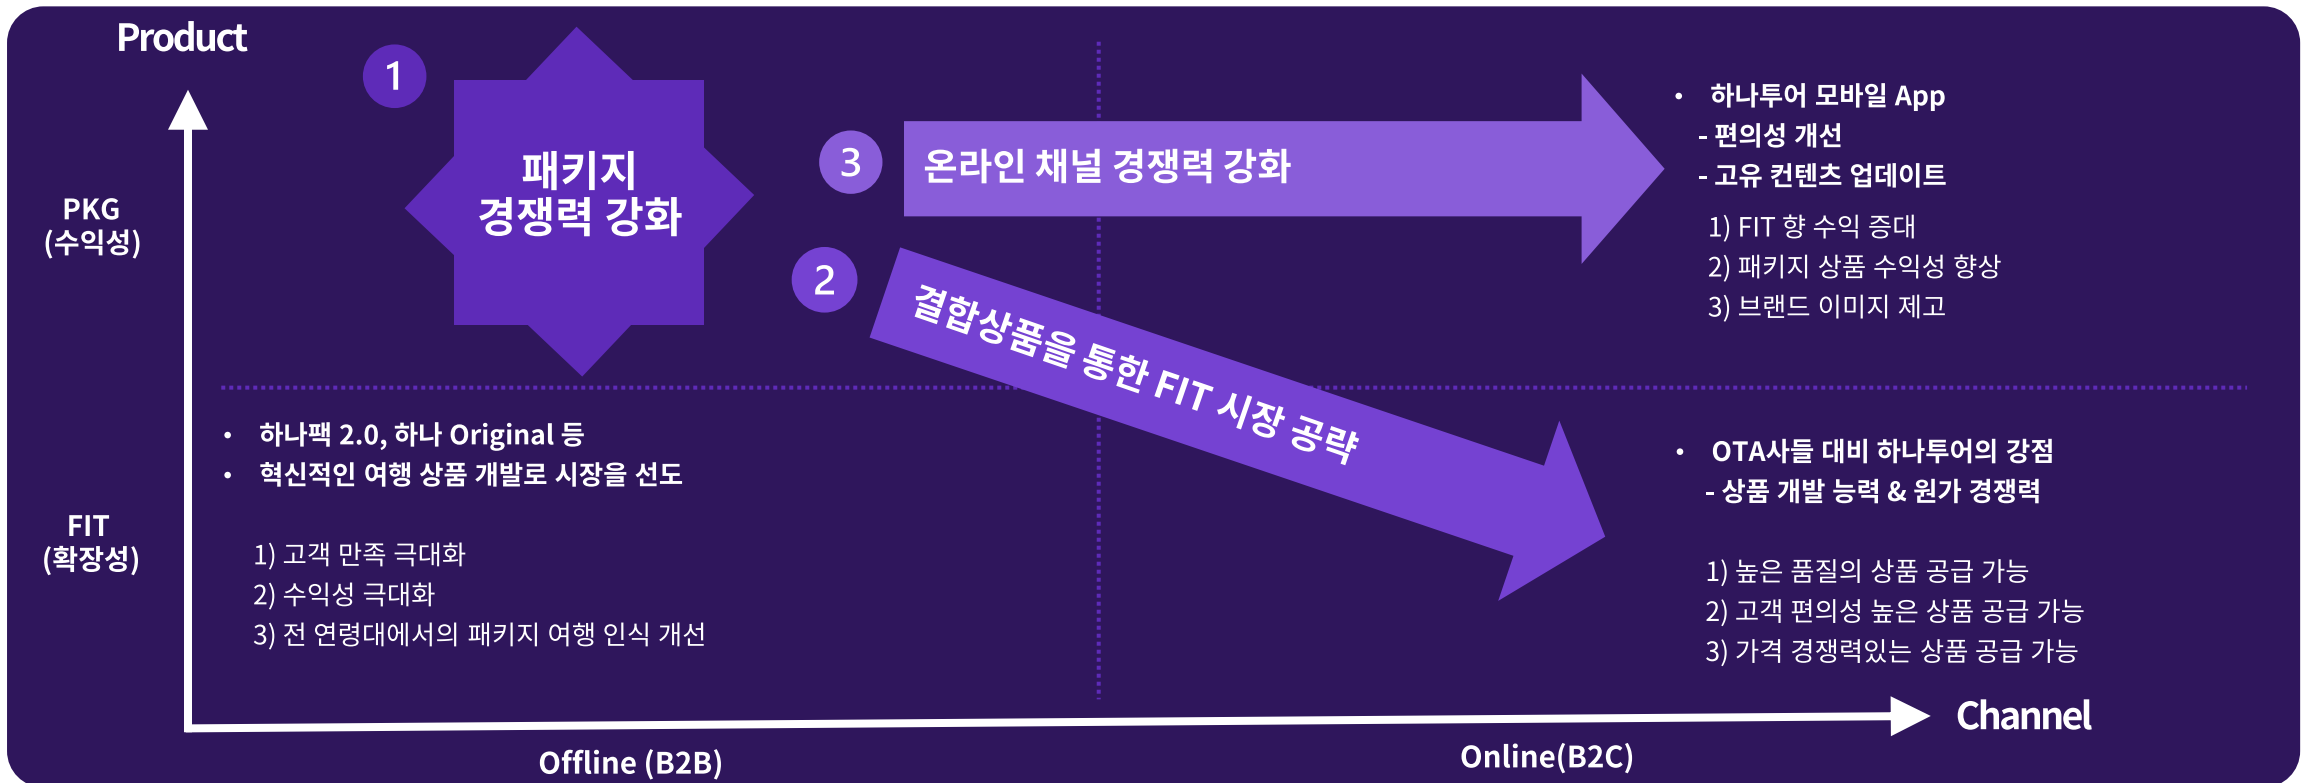 Product
PKG
(수익성)
FIT
(확장성)
1
패키지
경쟁력 강화
3
온라인 채널 경쟁력 강화
2
결합상품을 통한 FIT 시장 공략
• 하나투어 모바일 App
- 편의성 개선
- 고유 컨텐츠 업데이트
1) FIT 향 수익 증대
2) 패키지 상품 수익성 향상
3) 브랜드 이미지 제고
• 하나팩 2.0, 하나 Original 등
• 혁신적인 여행 상품 개발로 시장을 선도
1) 고객 만족 극대화
2) 수익성 극대화
3) 전 연령대에서의 패키지 여행 인식 개선
• OTA사들 대비 하나투어의 강점
- 상품 개발 능력 & 원가 경쟁력
1) 높은 품질의 상품 공급 가능
2) 고객 편의성 높은 상품 공급 가능
3) 가격 경쟁력있는 상품 공급 가능
Channel
Offline (B2B)
Online(B2C)